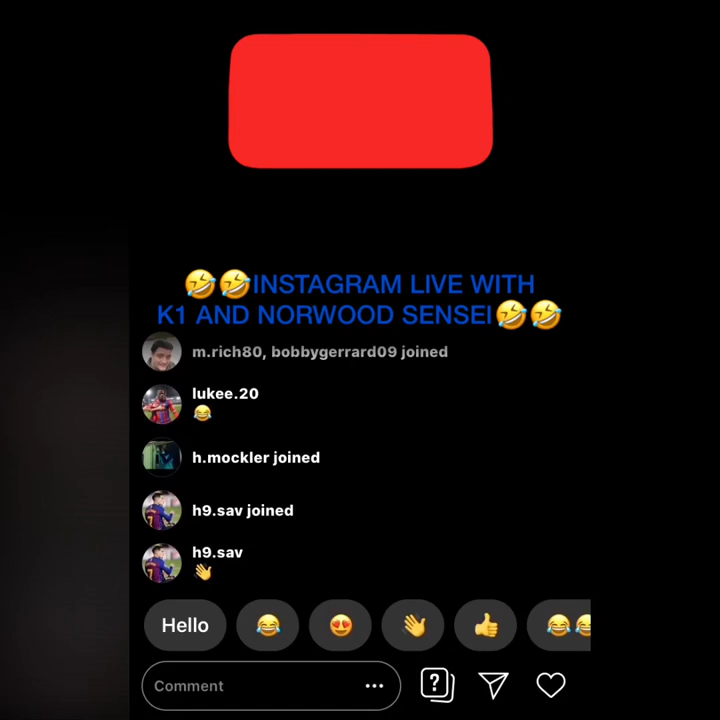 🤣🤣INSTAGRAM LIVE WITH
K1 AND NORWOOD SENSEI🤣🤣
m.rich80, bobbygerrard09 joined
lukee.20
😂
h.mockler joined
h9.sav joined
h9.sav
👋
Hello 😂 😍 👋 👍 😂😂
Comment